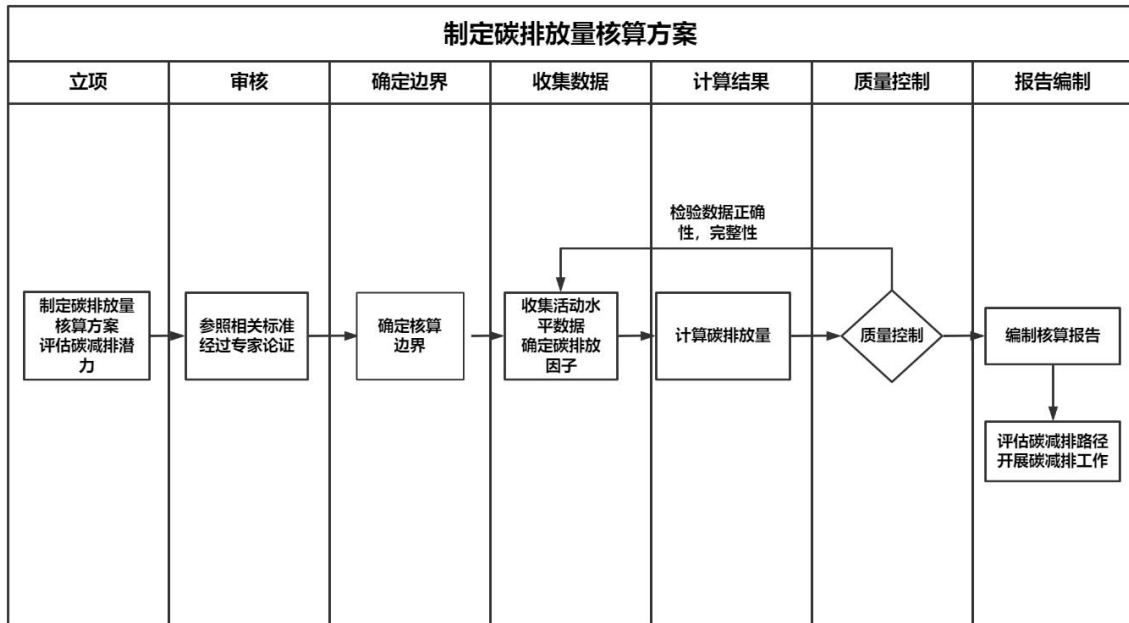 制定碳排放量核算方案
立项
审核
确定边界
收集数据
计算结果
质量控制
报告编制
检验数据正确
性，完整性
制定碳排放量
核算方案
评估碳减排潜
力
参照相关标准
经过专家论证
确定核算
边界
收集活动水
平数据
确定碳排放
因子
计算碳排放量
质量控制
编制核算报告
评估碳减排路径
开展碳减排工作